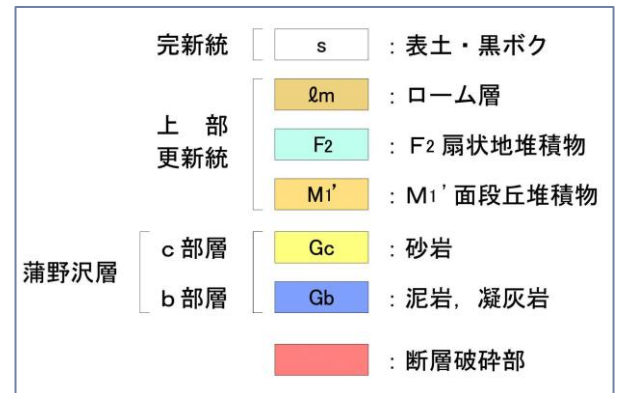 完新統 s ：表土・黒ボク
ℓm ：ローム層
上部更新統 F2 ：F2 扇状地堆積物
M1' ：M1' 面段丘堆積物
蒲野沢層 c部層 Gc ：砂岩
b部層 Gb ：泥岩，凝灰岩
：断層破砕部